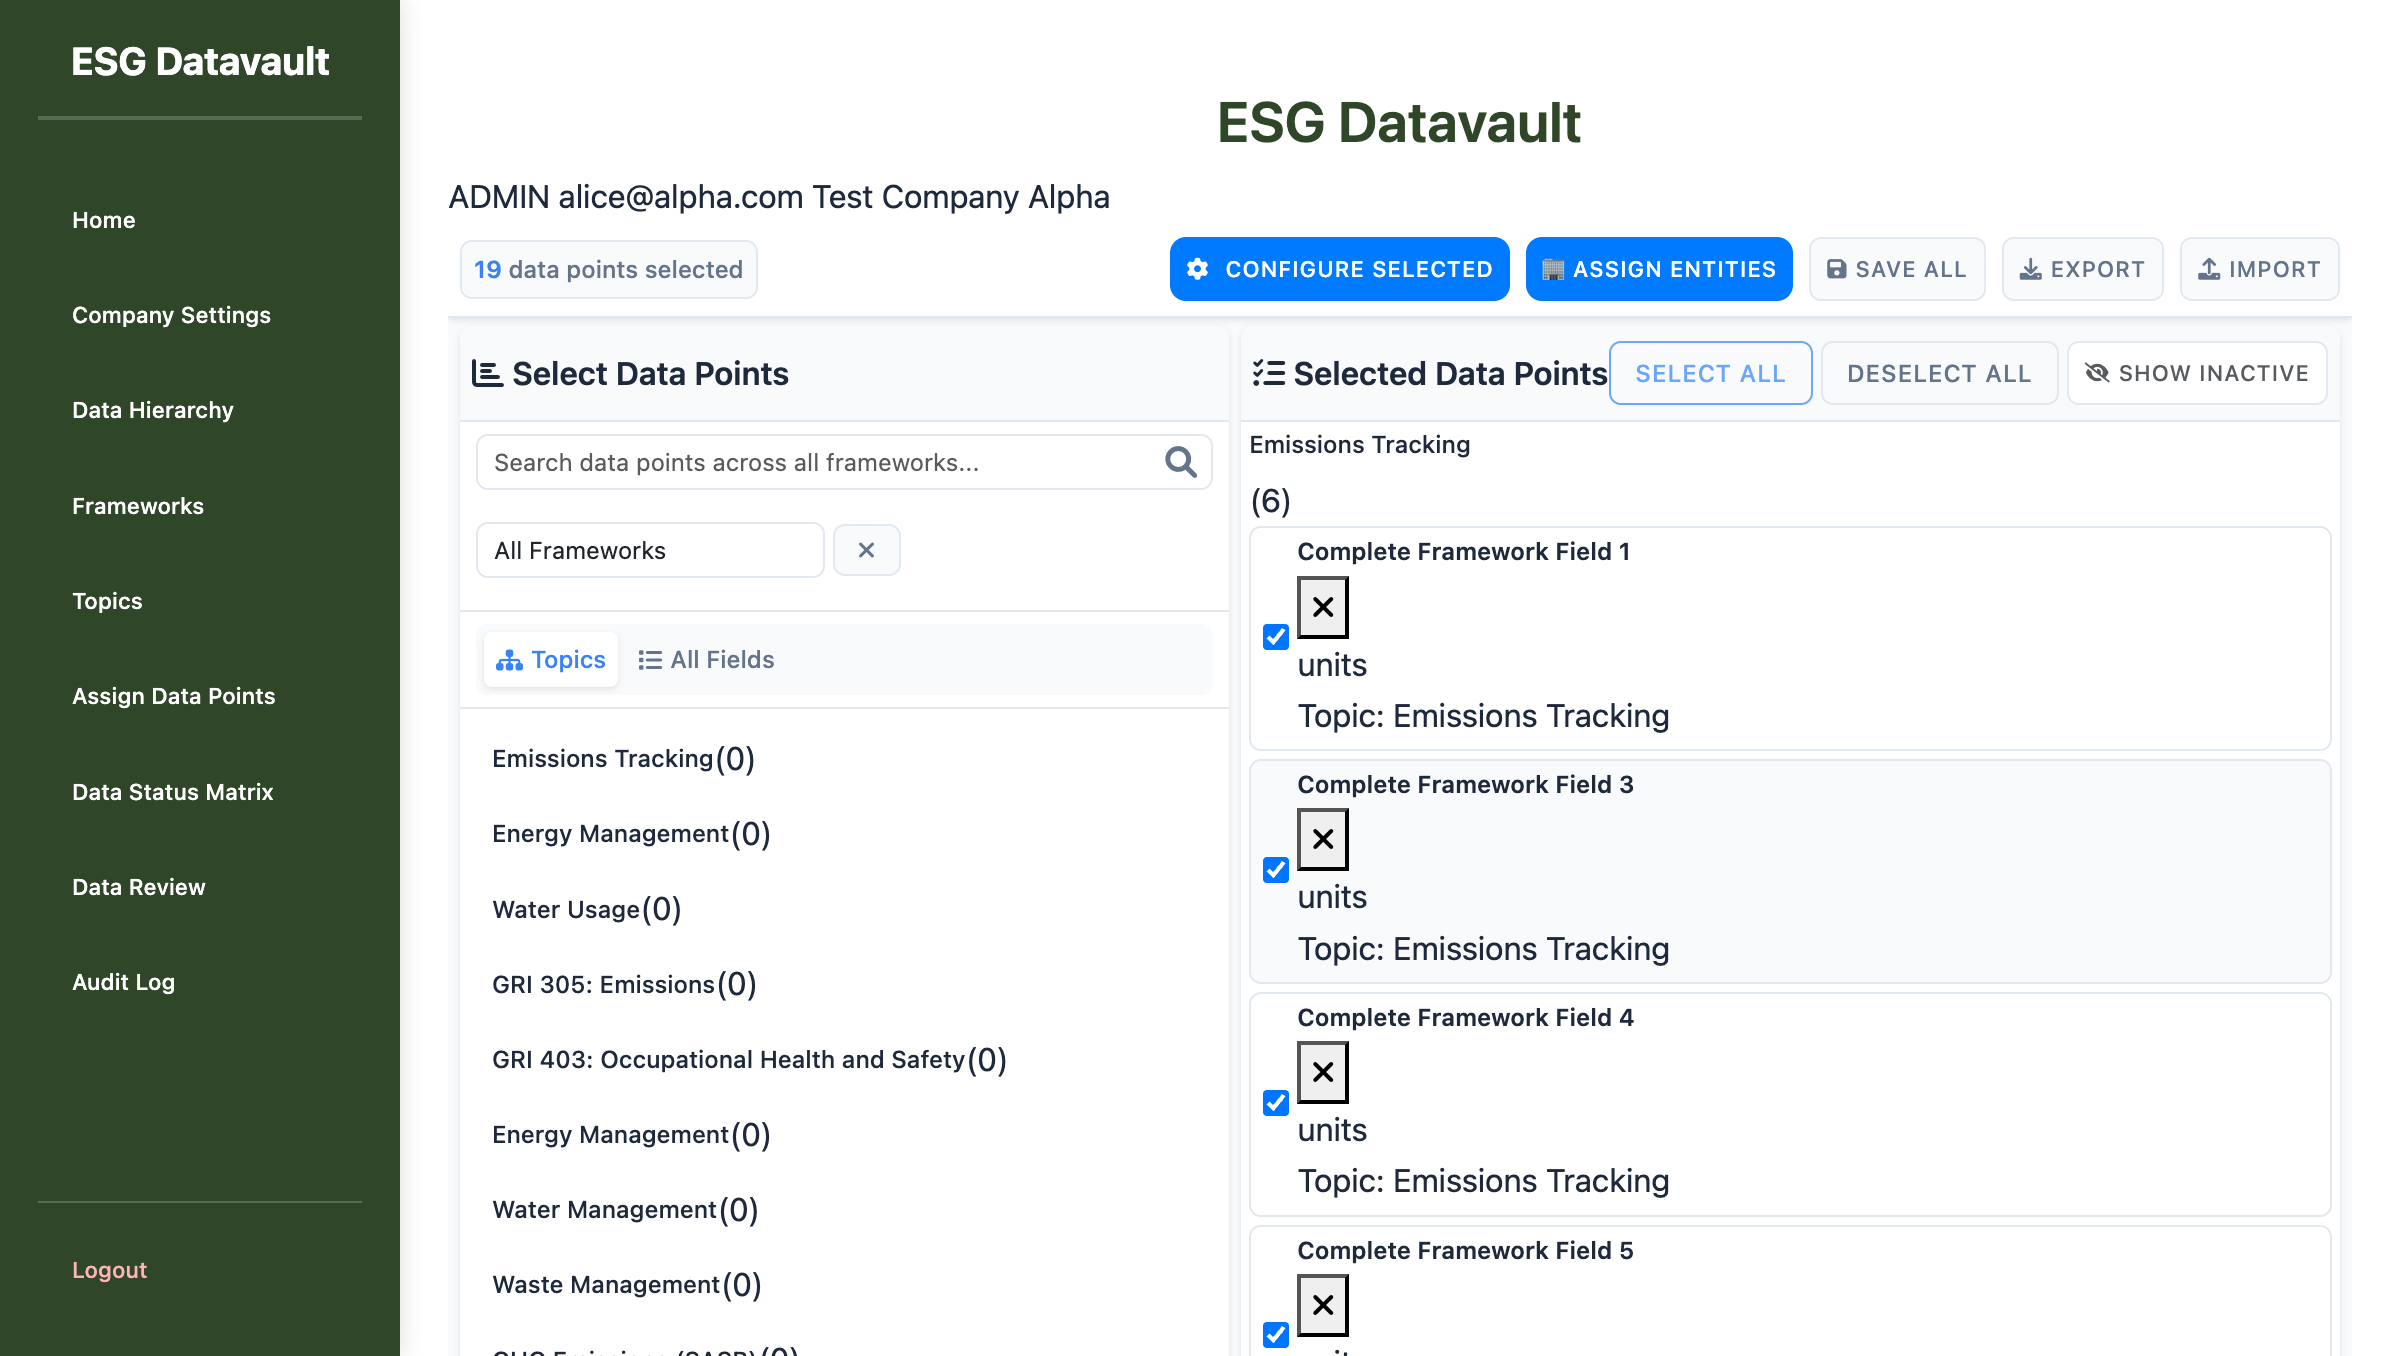 ESG Datavault
Home
Company Settings
Data Hierarchy
Frameworks
Topics
Assign Data Points
Data Status Matrix
Data Review
Audit Log
Logout
ESG Datavault
ADMIN alice@alpha.com Test Company Alpha
19 data points selected
CONFIGURE SELECTED
ASSIGN ENTITIES
SAVE ALL
EXPORT
IMPORT
Select Data Points
Search data points across all frameworks...
All Frameworks
Topics
All Fields
Emissions Tracking(0)
Energy Management(0)
Water Usage(0)
GRI 305: Emissions(0)
GRI 403: Occupational Health and Safety(0)
Energy Management(0)
Water Management(0)
Waste Management(0)
GHG Emissions (SASB)(0)
Selected Data Points
SELECT ALL
DESELECT ALL
SHOW INACTIVE
Emissions Tracking
(6)
Complete Framework Field 1
units
Topic: Emissions Tracking
Complete Framework Field 3
units
Topic: Emissions Tracking
Complete Framework Field 4
units
Topic: Emissions Tracking
Complete Framework Field 5